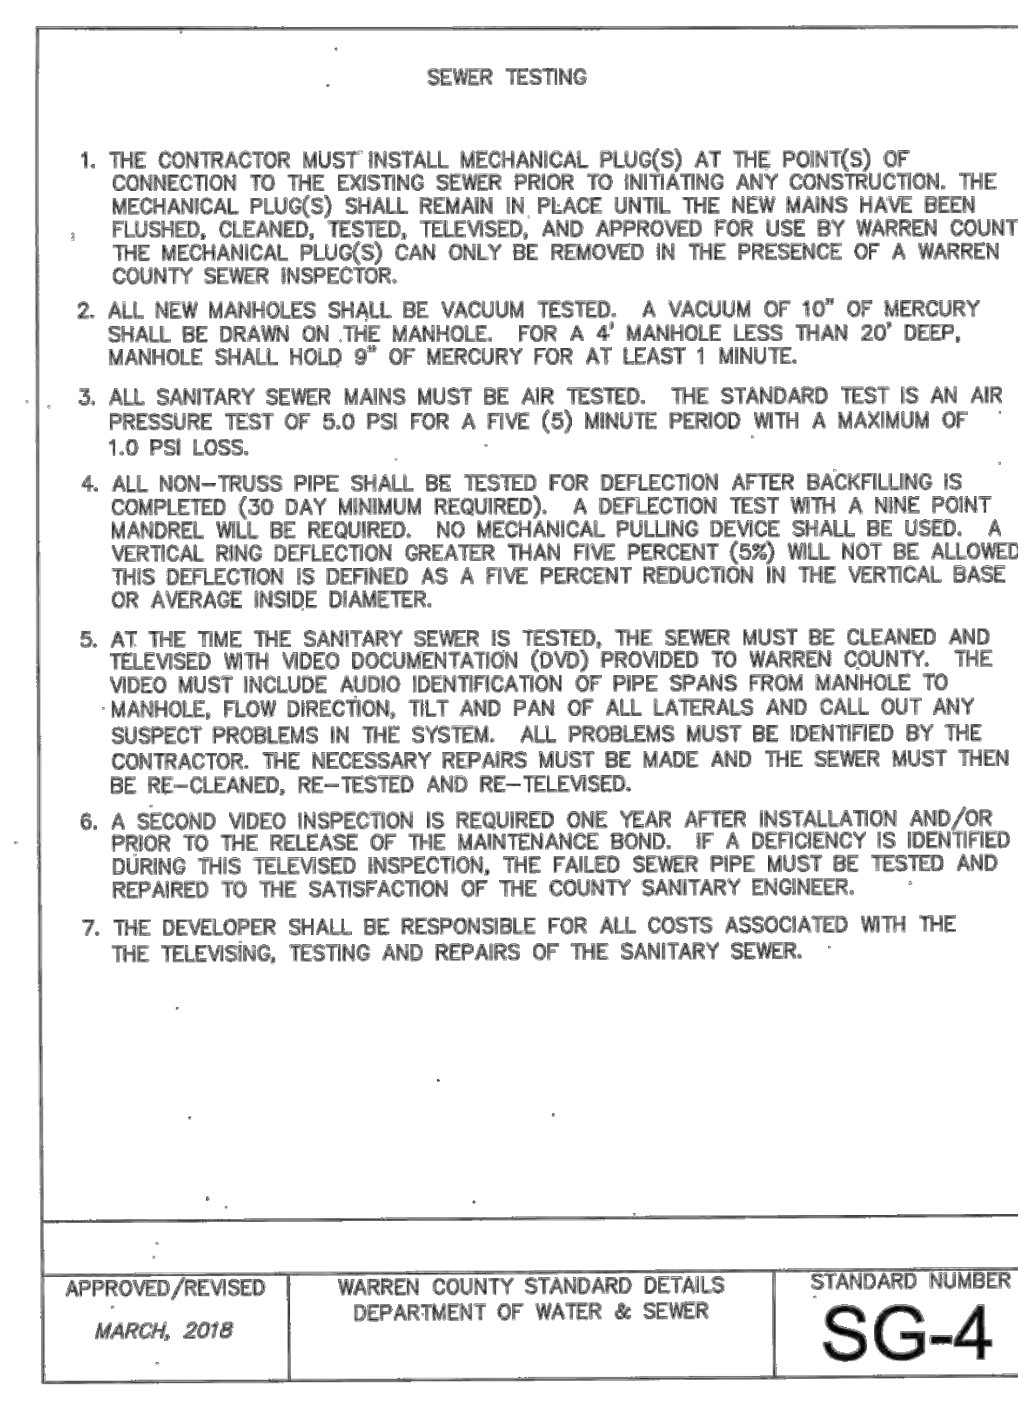 SEWER TESTING
1. THE CONTRACTOR MUST INSTALL MECHANICAL PLUG(S) AT THE POINT(S) OF
CONNECTION TO THE EXISTING SEWER PRIOR TO INITIATING ANY CONSTRUCTION. THE
MECHANICAL PLUG(S) SHALL REMAIN IN PLACE UNTIL THE NEW MAINS HAVE BEEN
FLUSHED, CLEANED, TESTED, TELEVISED, AND APPROVED FOR USE BY WARREN COUNT
THE MECHANICAL PLUG(S) CAN ONLY BE REMOVED IN THE PRESENCE OF A WARREN
COUNTY SEWER INSPECTOR.
2. ALL NEW MANHOLES SHALL BE VACUUM TESTED. A VACUUM OF 10" OF MERCURY
SHALL BE DRAWN ON THE MANHOLE. FOR A 4' MANHOLE LESS THAN 20' DEEP,
MANHOLE SHALL HOLD 9" OF MERCURY FOR AT LEAST 1 MINUTE.
3. ALL SANITARY SEWER MAINS MUST BE AIR TESTED. THE STANDARD TEST IS AN AIR
PRESSURE TEST OF 5.0 PSI FOR A FIVE (5) MINUTE PERIOD WITH A MAXIMUM OF
1.0 PSI LOSS.
4. ALL NON-TRUSS PIPE SHALL BE TESTED FOR DEFLECTION AFTER BACKFILLING IS
COMPLETED (30 DAY MINIMUM REQUIRED). A DEFLECTION TEST WITH A NINE POINT
MANDREL WILL BE REQUIRED. NO MECHANICAL PULLING DEVICE SHALL BE USED. A
VERTICAL RING DEFLECTION GREATER THAN FIVE PERCENT (5%) WILL NOT BE ALLOWED
THIS DEFLECTION IS DEFINED AS A FIVE PERCENT REDUCTION IN THE VERTICAL BASE
OR AVERAGE INSIDE DIAMETER.
5. AT THE TIME THE SANITARY SEWER IS TESTED, THE SEWER MUST BE CLEANED AND
TELEVISED WITH VIDEO DOCUMENTATION (DVD) PROVIDED TO WARREN COUNTY. THE
VIDEO MUST INCLUDE AUDIO IDENTIFICATION OF PIPE SPANS FROM MANHOLE TO
MANHOLE, FLOW DIRECTION, TILT AND PAN OF ALL LATERALS AND CALL OUT ANY
SUSPECT PROBLEMS IN THE SYSTEM. ALL PROBLEMS MUST BE IDENTIFIED BY THE
CONTRACTOR. THE NECESSARY REPAIRS MUST BE MADE AND THE SEWER MUST THEN
BE RE-CLEANED, RE-TESTED AND RE-TELEVISED.
6. A SECOND VIDEO INSPECTION IS REQUIRED ONE YEAR AFTER INSTALLATION AND/OR
PRIOR TO THE RELEASE OF THE MAINTENANCE BOND. IF A DEFICIENCY IS IDENTIFIED
DURING THIS TELEVISED INSPECTION, THE FAILED SEWER PIPE MUST BE TESTED AND
REPAIRED TO THE SATISFACTION OF THE COUNTY SANITARY ENGINEER.
7. THE DEVELOPER SHALL BE RESPONSIBLE FOR ALL COSTS ASSOCIATED WITH THE
THE TELEVISING, TESTING AND REPAIRS OF THE SANITARY SEWER.
APPROVED/REVISED
MARCH, 2018
WARREN COUNTY STANDARD DETAILS
DEPARTMENT OF WATER & SEWER
STANDARD NUMBER
SG-4